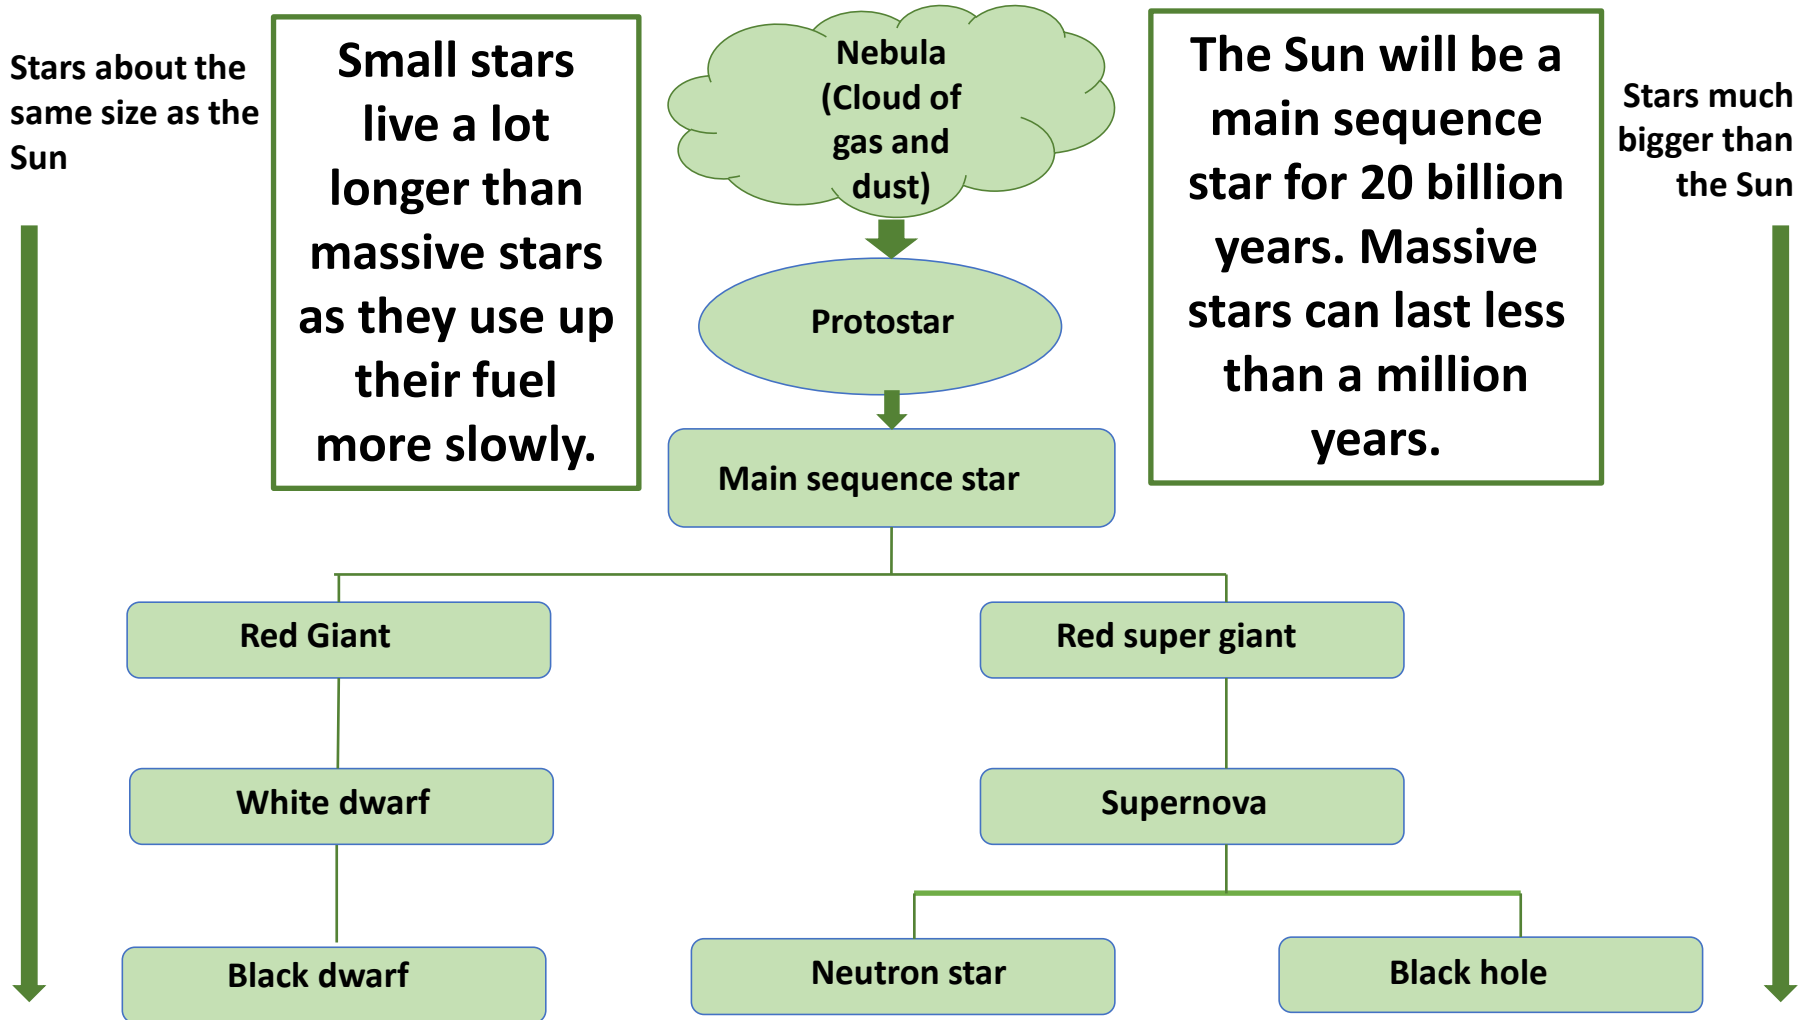 Stars about the
same size as the
Sun
Small stars
live a lot
longer than
massive stars
as they use up
their fuel
more slowly.
Nebula
(Cloud of
gas and
dust)
The Sun will be a
main sequence
star for 20 billion
years. Massive
stars can last less
than a million
years.
Stars much
bigger than
the Sun
Protostar
Main sequence star
Red Giant
Red super giant
White dwarf
Supernova
Black dwarf
Neutron star
Black hole